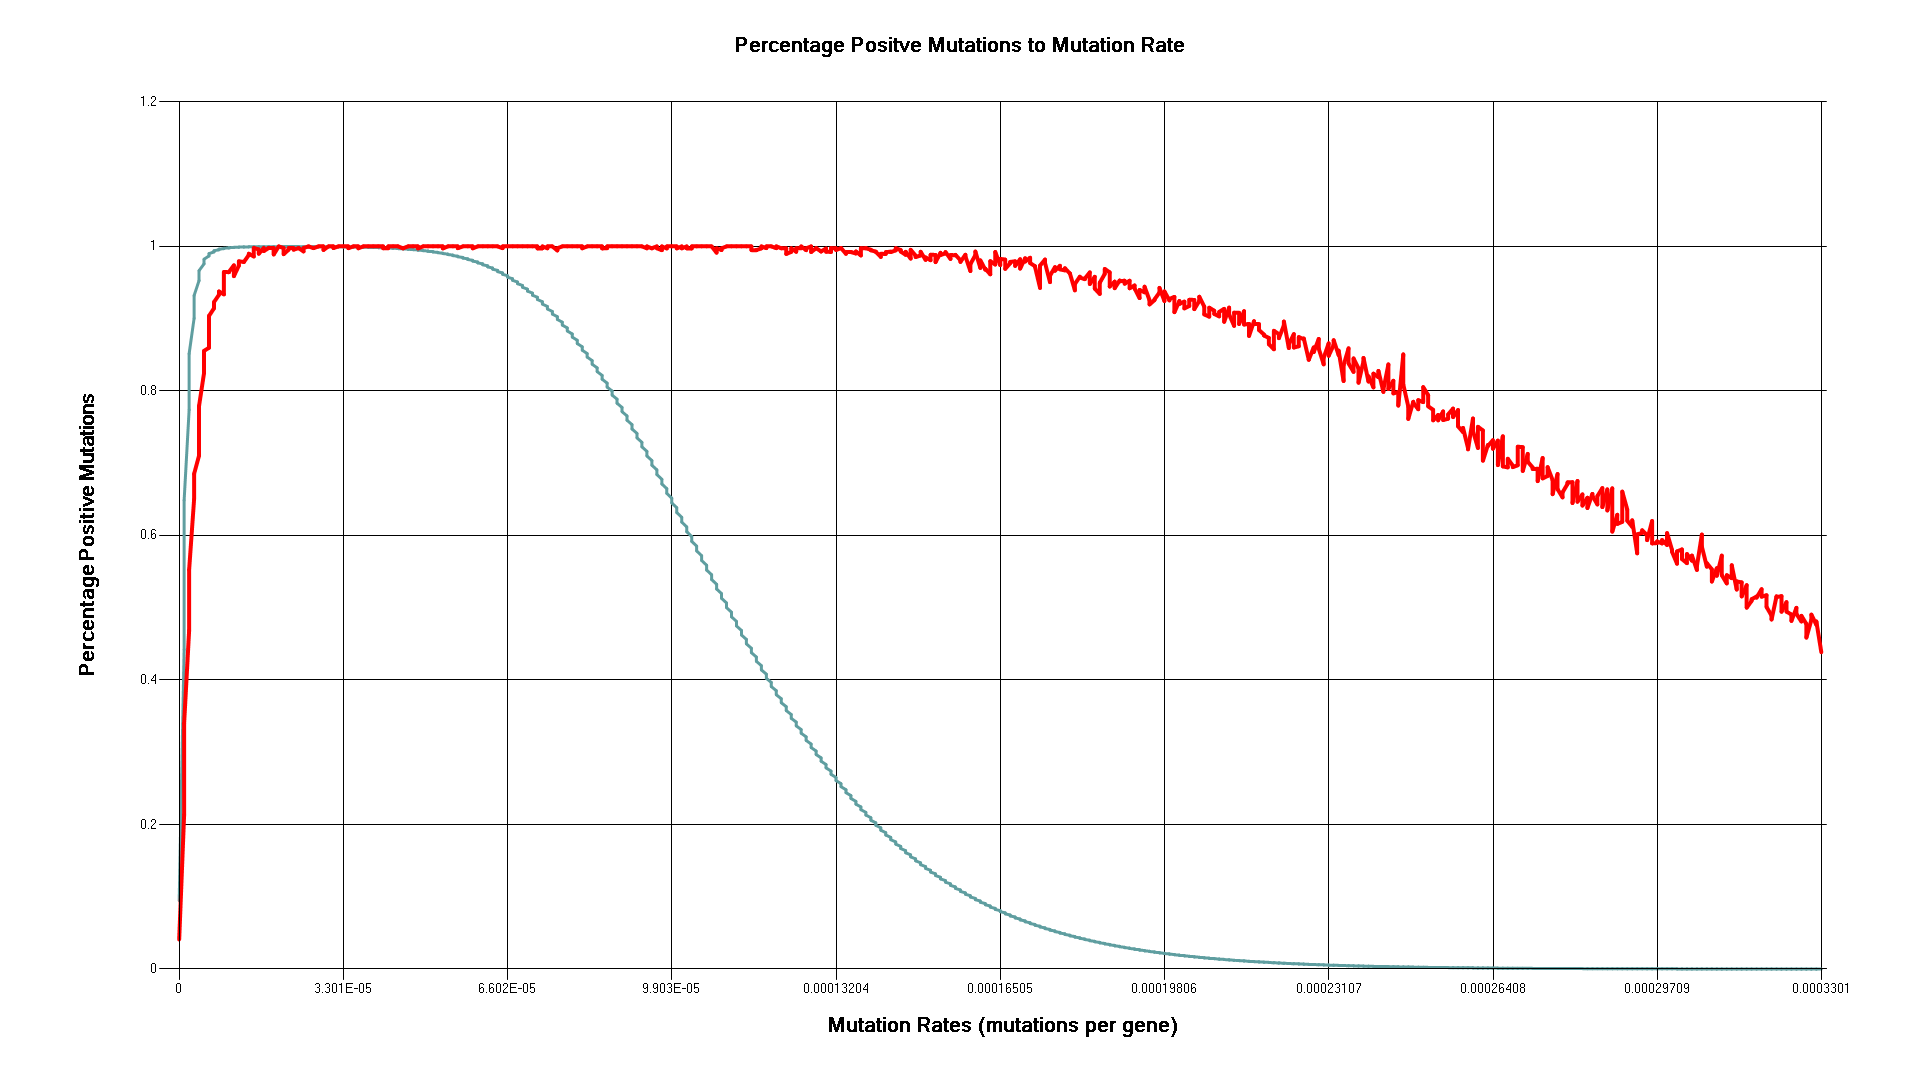 Percentage Positve Mutations to Mutation Rate
1.2
1
0.8
0.6
0.4
0.2
0
Percentage Positive Mutations
0 3.301E-05 6.602E-05 9.903E-05 0.00013204 0.00016505 0.00019806 0.00023107 0.00026408 0.00029709 0.0003301
Mutation Rates (mutations per gene)